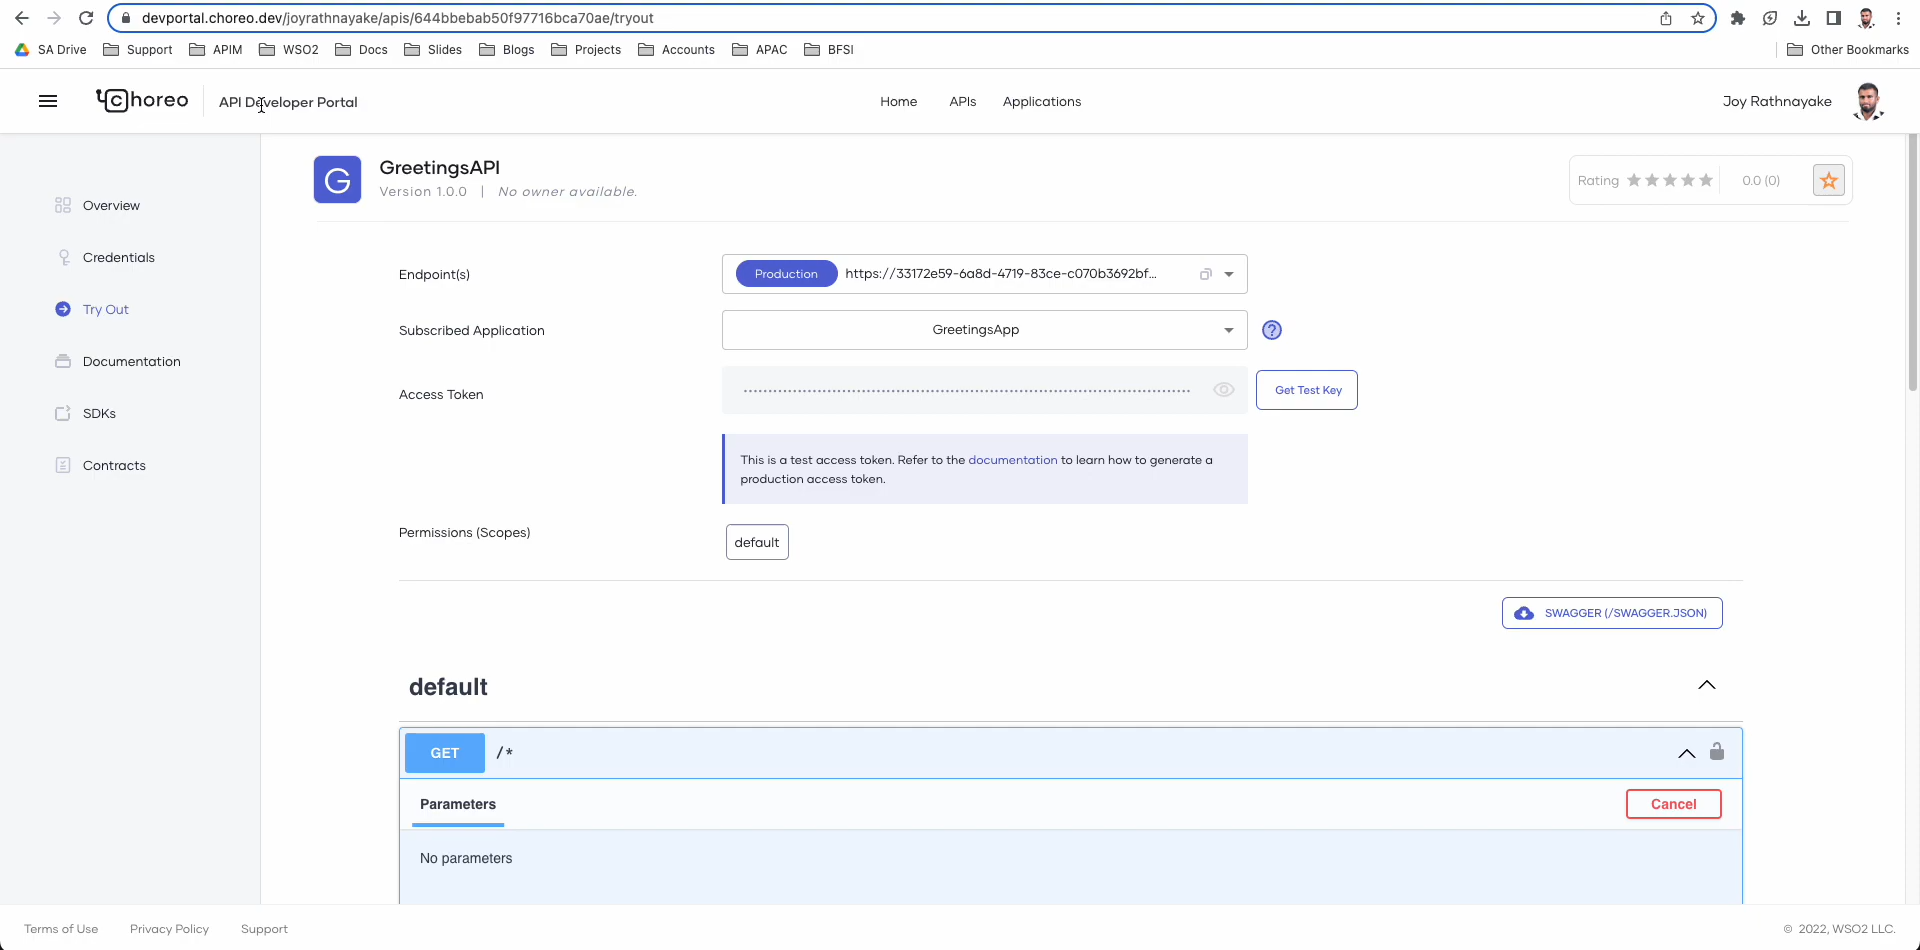 devportal.choreo.dev/joyrathnayake/apis/644bbebab50f97716bca70ae/tryout
SA Drive Support APIM WSO2 Docs Slides Blogs Projects Accounts APAC BFSI Other Bookmarks
Choreo API Developer Portal Home APIs Applications Joy Rathnayake
GreetingsAPI
Version 1.0.0 | No owner available.
Rating 0.0 (0)
Overview
Credentials
Try Out
Documentation
SDKs
Contracts
Endpoint(s) Production https://33172e59-6a8d-4719-83ce-c070b3692bf...
Subscribed Application GreetingsApp ?
Access Token Get Test Key
This is a test access token. Refer to the documentation to learn how to generate a
production access token.
Permissions (Scopes) default
SWAGGER (/SWAGGER.JSON)
default
GET /*
Parameters Cancel
No parameters
Terms of Use Privacy Policy Support © 2022, WSO2 LLC.